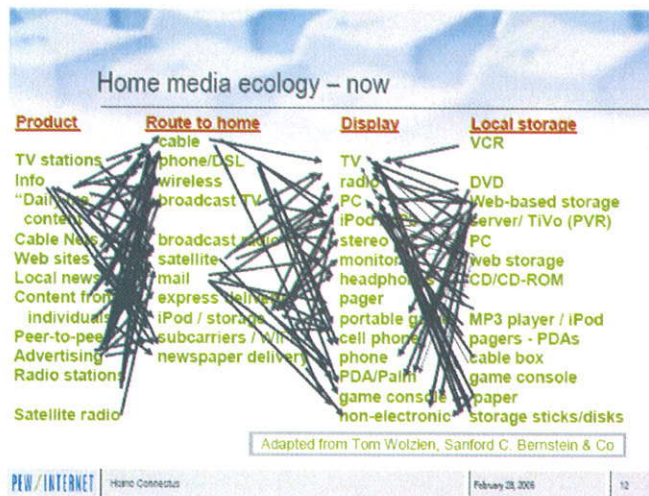 Home media ecology – now
Product
TV stations
Info
content
Cable Nets
Web sites
Local news
Content from
individuals
Peer-to-peer
Advertising
Radio stations
Satellite radio
Route to home
cable
phone/DSL
wireless
broadcast TV
broadcast radio
satellite
mail
express delivery
iPod / storage
subcarriers /
newspaper delivery
Display
TV
radio
PC
iPod
stereo
monitor
headphones
pager
portable
cell phone
phone
PDA/Palm
game console
non-electronic
Local storage
VCR
DVD
Web-based storage
server/ TiVo (PVR)
PC
web storage
CD/CD-ROM
MP3 player / iPod
pagers - PDAs
cable box
game console
paper
storage sticks/disks
Adapted from Tom Wolzien, Sanford C. Bernstein & Co
PEW/INTERNET
Homo Connectus
February 28, 2006
12